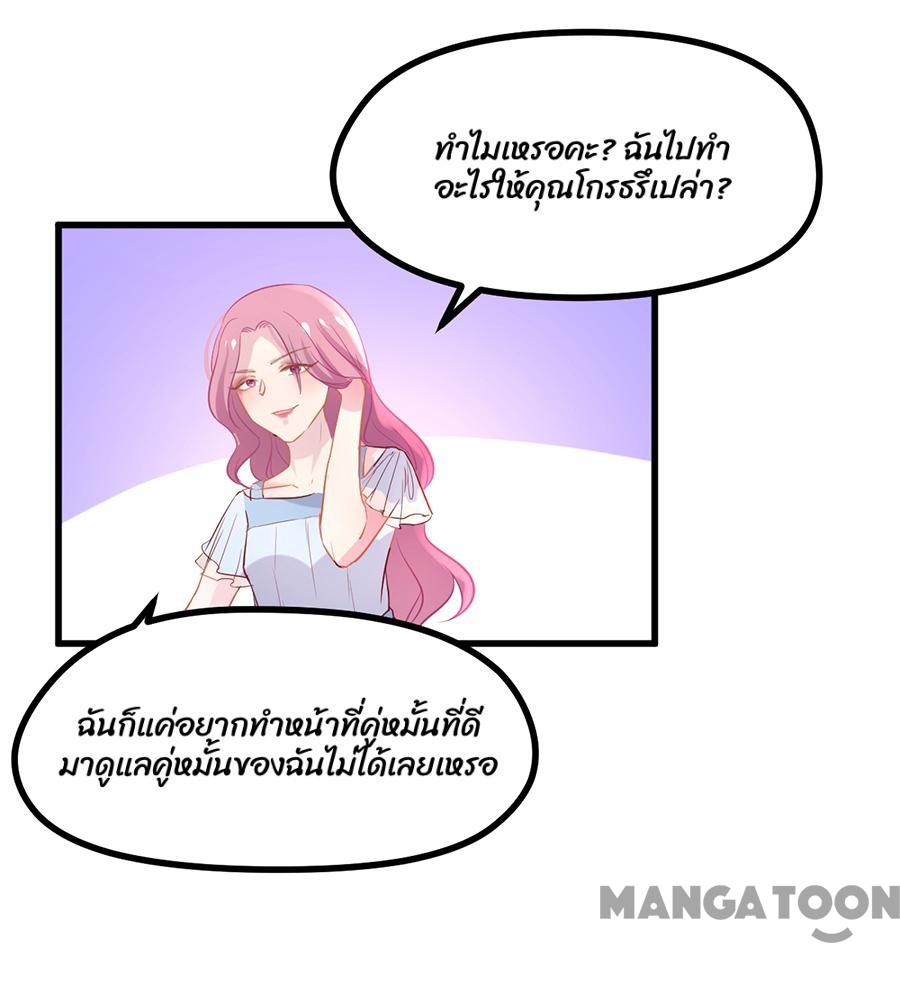 ทำไมเหรอคะ? ฉันไปทำ
อะไรให้คุณโกรธรึเปล่า?
ฉันก็แค่อยากทำหน้าที่คู่หมั้นที่ดี
มาดูแลคู่หมั้นของฉันไม่ได้เลยเหรอ
MANGATOON